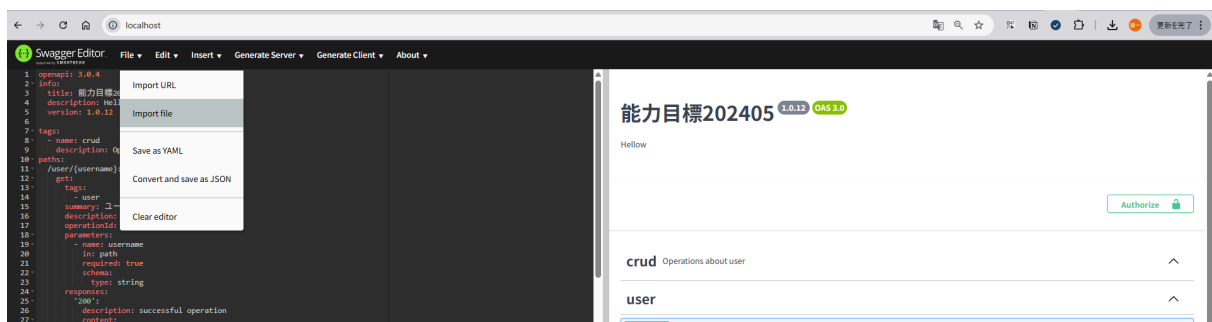 localhost
更新を完了
Swagger Editor.
Supported by SMARTBEAR
File Edit Insert Generate Server Generate Client About
Import URL
Import file
Save as YAML
Convert and save as JSON
Clear editor
1 openapi: 3.0.4
2 info:
3 title: 能力目標20
4 description: Hel
5 version: 1.0.12
6
7 tags:
8 - name: crud
9 description: Op
10 paths:
11 /user/{username}:
12 get:
13 tags:
14 - user
15 summary: ユー
16 description:
17 operationId:
18 parameters:
19 - name: username
20 in: path
21 required: true
22 schema:
23 type: string
24 responses:
25 '200':
26 description: successful operation
27 content:
能力目標202405 1.0.12 OAS 3.0
Hellow
Authorize
crud Operations about user
user